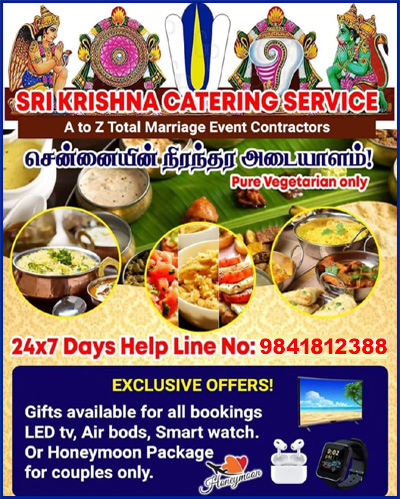 SRI KRISHNA CATERING SERVICE
A to Z Total Marriage Event Contractors
சென்னையின் நிரந்தர அடையாளம்!
Pure Vegetarian only
24x7 Days Help Line No: 9841812388
EXCLUSIVE OFFERS!
Gifts available for all bookings
LED tv, Air bods, Smart watch.
Or Honeymoon Package
for couples only.
Honeymoon